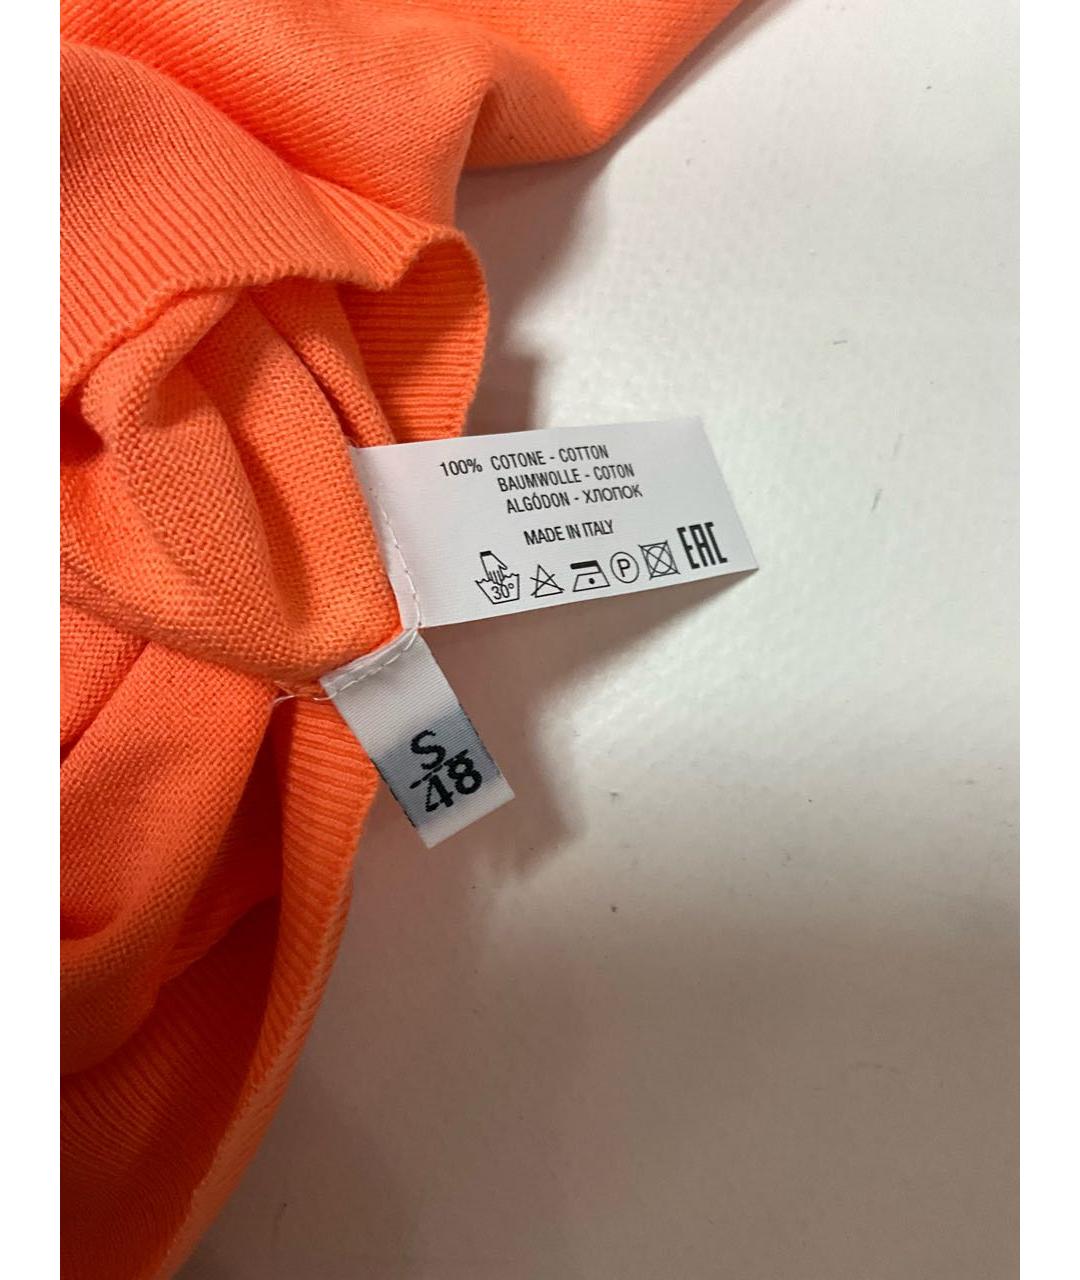 100% COTONE - COTTON
BAUMWOLLE - COTON
ALGÓDON - ХЛОПОК
MADE IN ITALY
30° P EAC
S
48